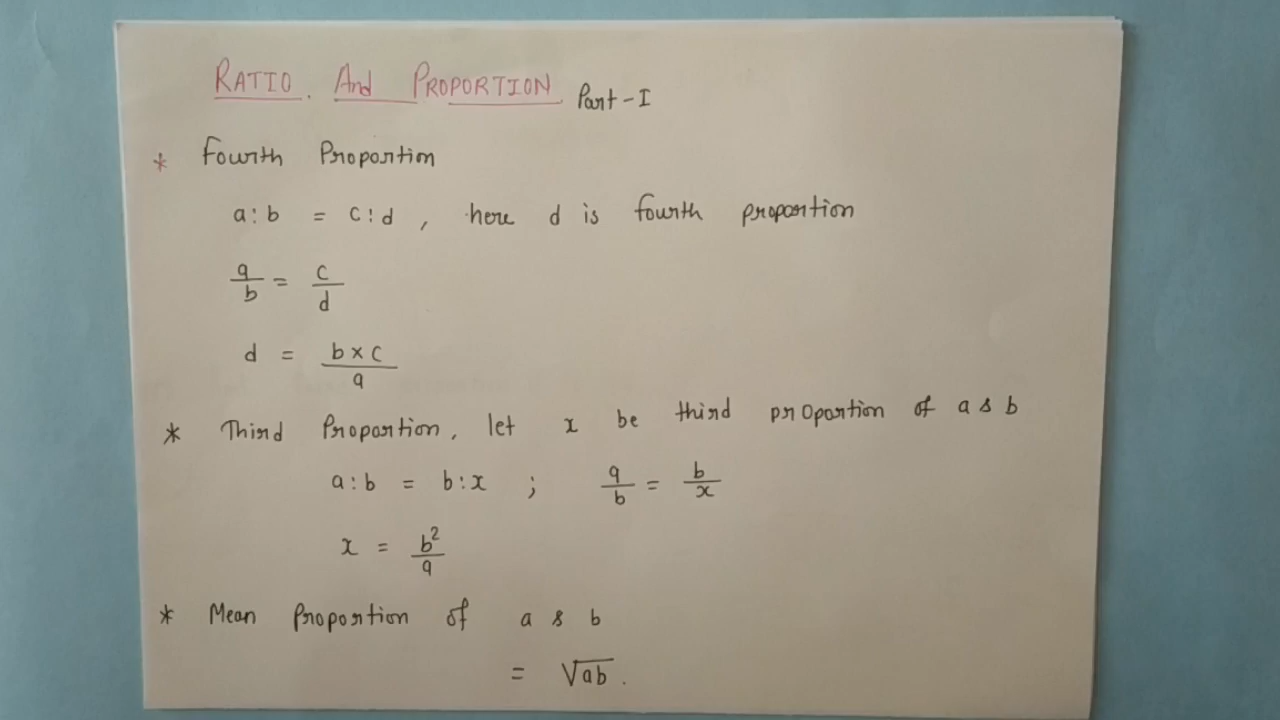 RATIO And PROPORTION Part-I
* Fourth Proportion
a:b = c:d , here d is fourth proportion
a/b = c/d
d = b×c/a
* Third Proportion, let x be third proportion of a & b
a:b = b:x ; a/b = b/x
x = b²/a
* Mean Proportion of a & b
= √ab.